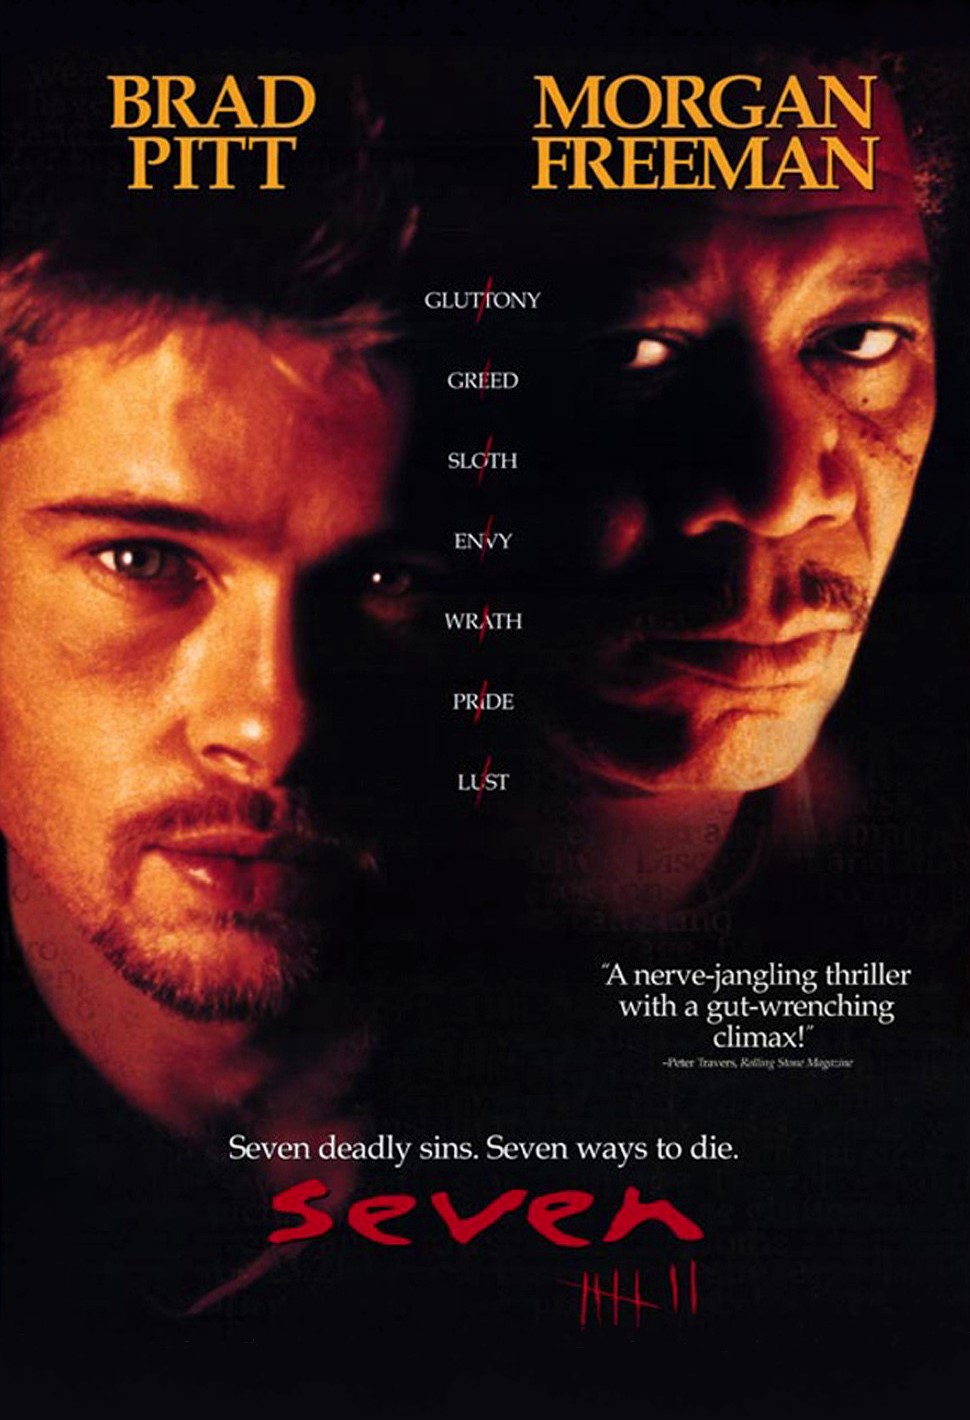 BRAD
PITT
MORGAN
FREEMAN
GLUTTONY
GREED
SLOTH
ENVY
WRATH
PRIDE
LUST
“A nerve-jangling thriller
with a gut-wrenching
climax!”
–Peter Travers, Rolling Stone Magazine
Seven deadly sins. Seven ways to die.
seven